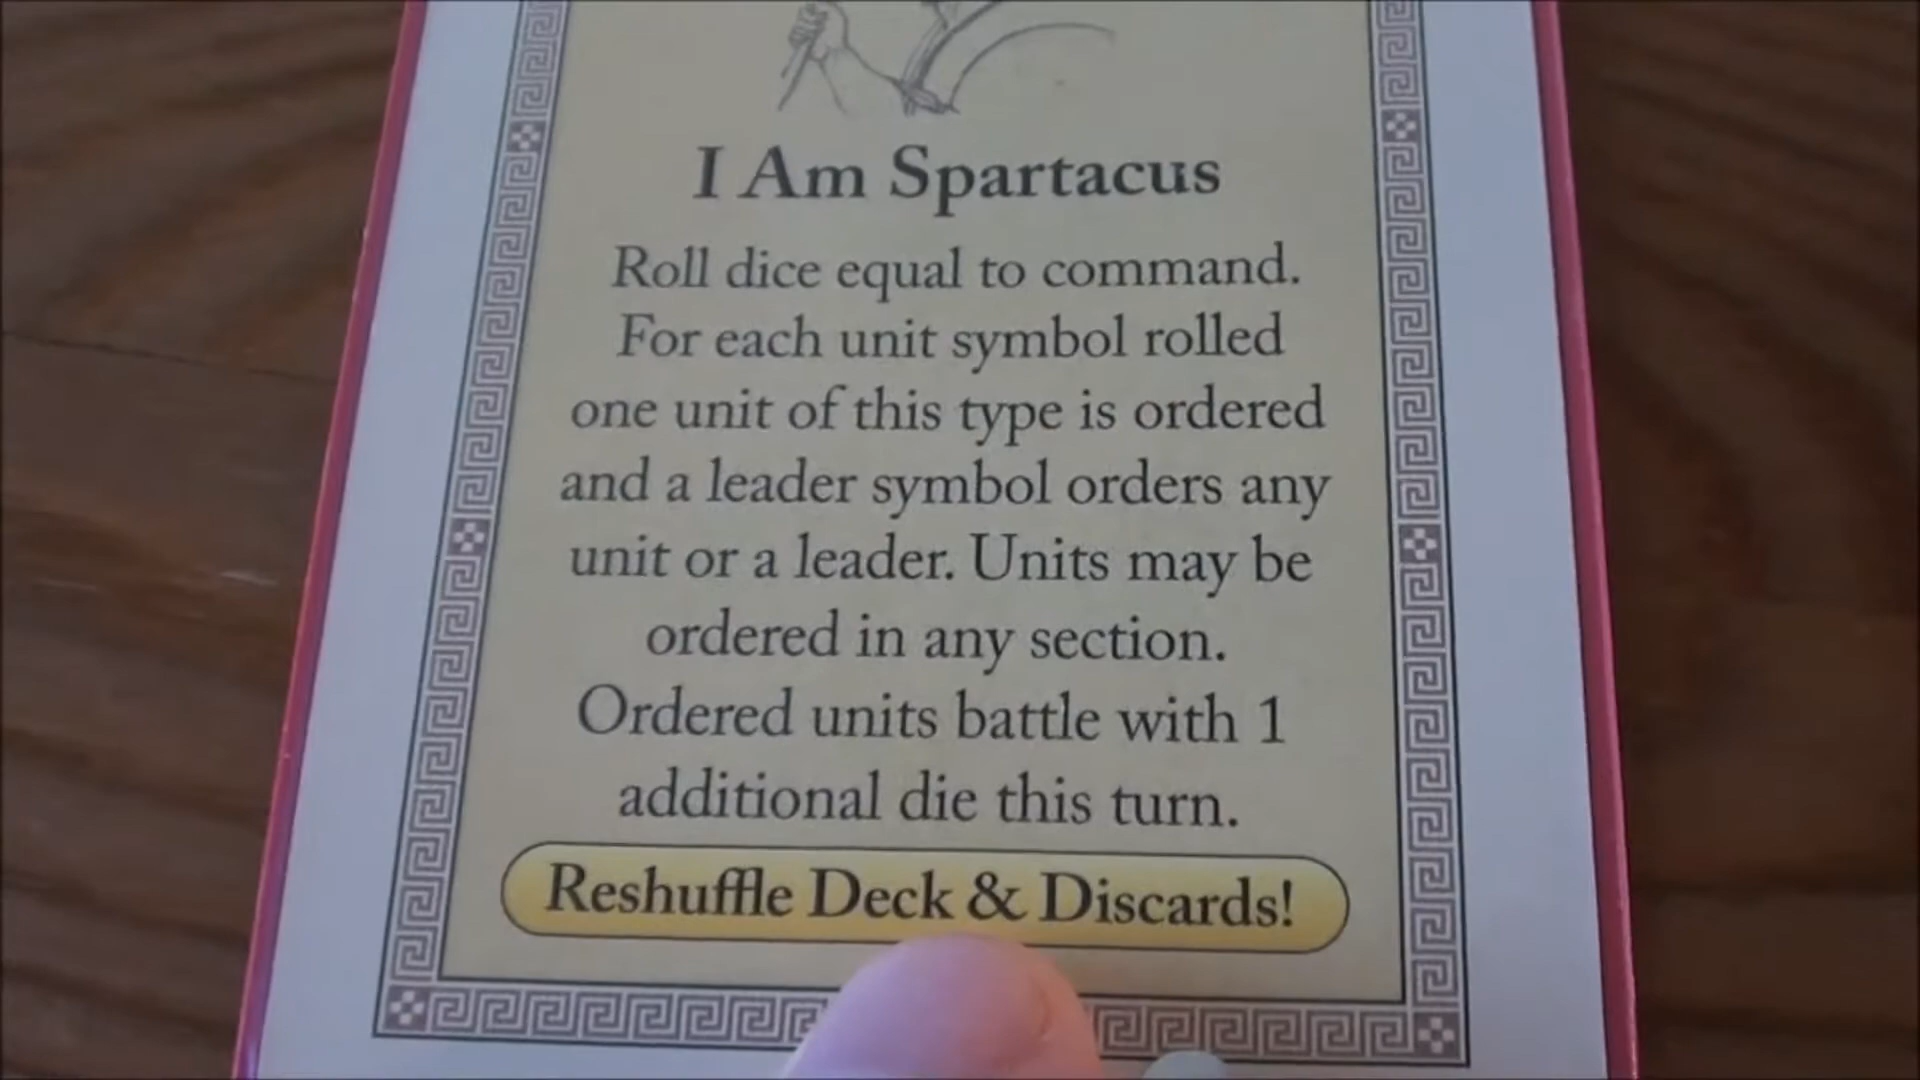 I Am Spartacus
Roll dice equal to command.
For each unit symbol rolled
one unit of this type is ordered
and a leader symbol orders any
unit or a leader. Units may be
ordered in any section.
Ordered units battle with 1
additional die this turn.
Reshuffle Deck & Discards!